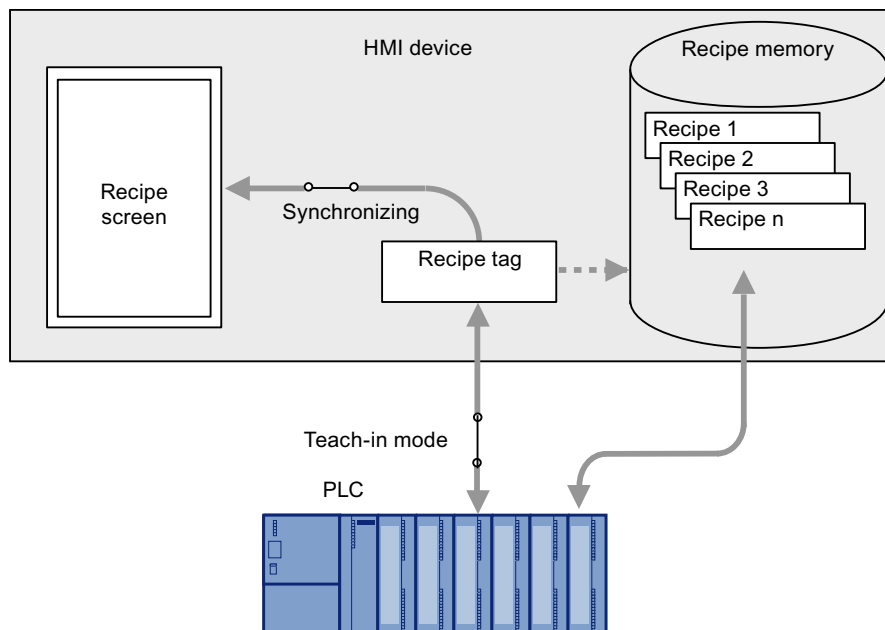 HMI device
Recipe memory
Recipe 1
Recipe 2
Recipe 3
Recipe n
Recipe
screen
Synchronizing
Recipe tag
Teach-in mode
PLC